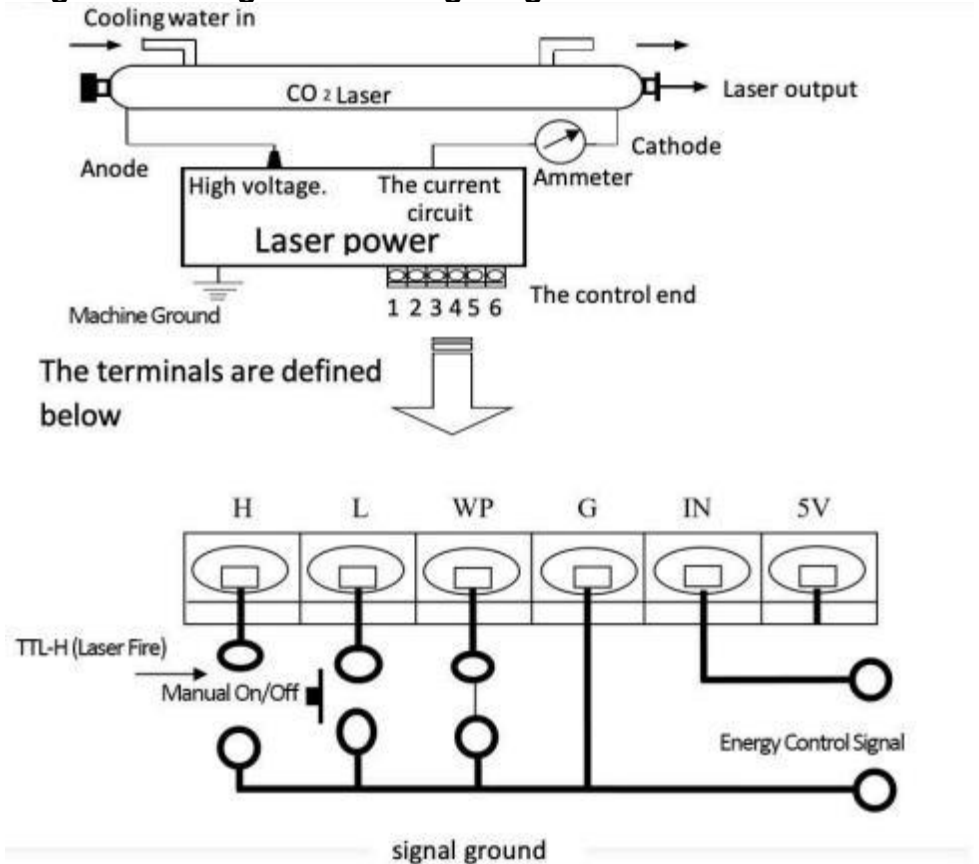 Cooling water in
CO 2 Laser
Laser output
Anode
Cathode
Ammeter
High voltage.
The current
circuit
Laser power
Machine Ground
1 2 3 4 5 6
The control end
The terminals are defined
below
H L WP G IN 5V
TTL-H (Laser Fire)
Manual On/Off
Energy Control Signal
signal ground